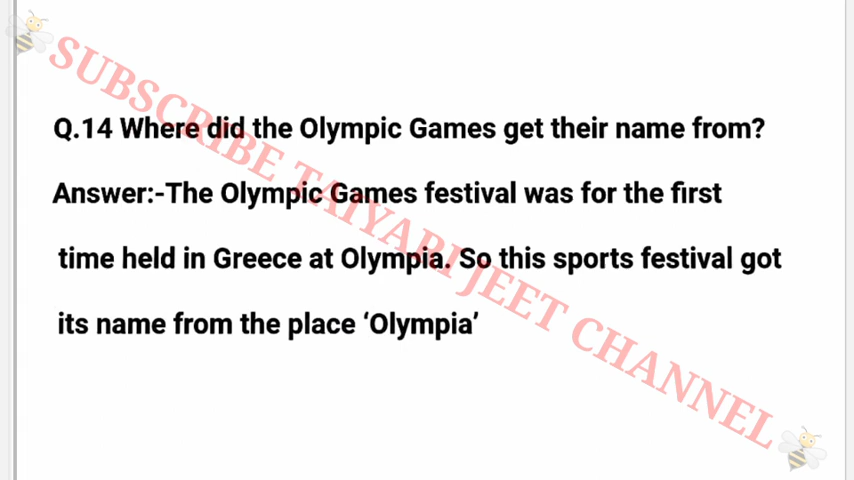 Q.14 Where did the Olympic Games get their name from?
Answer:-The Olympic Games festival was for the first
time held in Greece at Olympia. So this sports festival got
its name from the place ‘Olympia’
SUBSCRIBE TAIYARI JEET CHANNEL